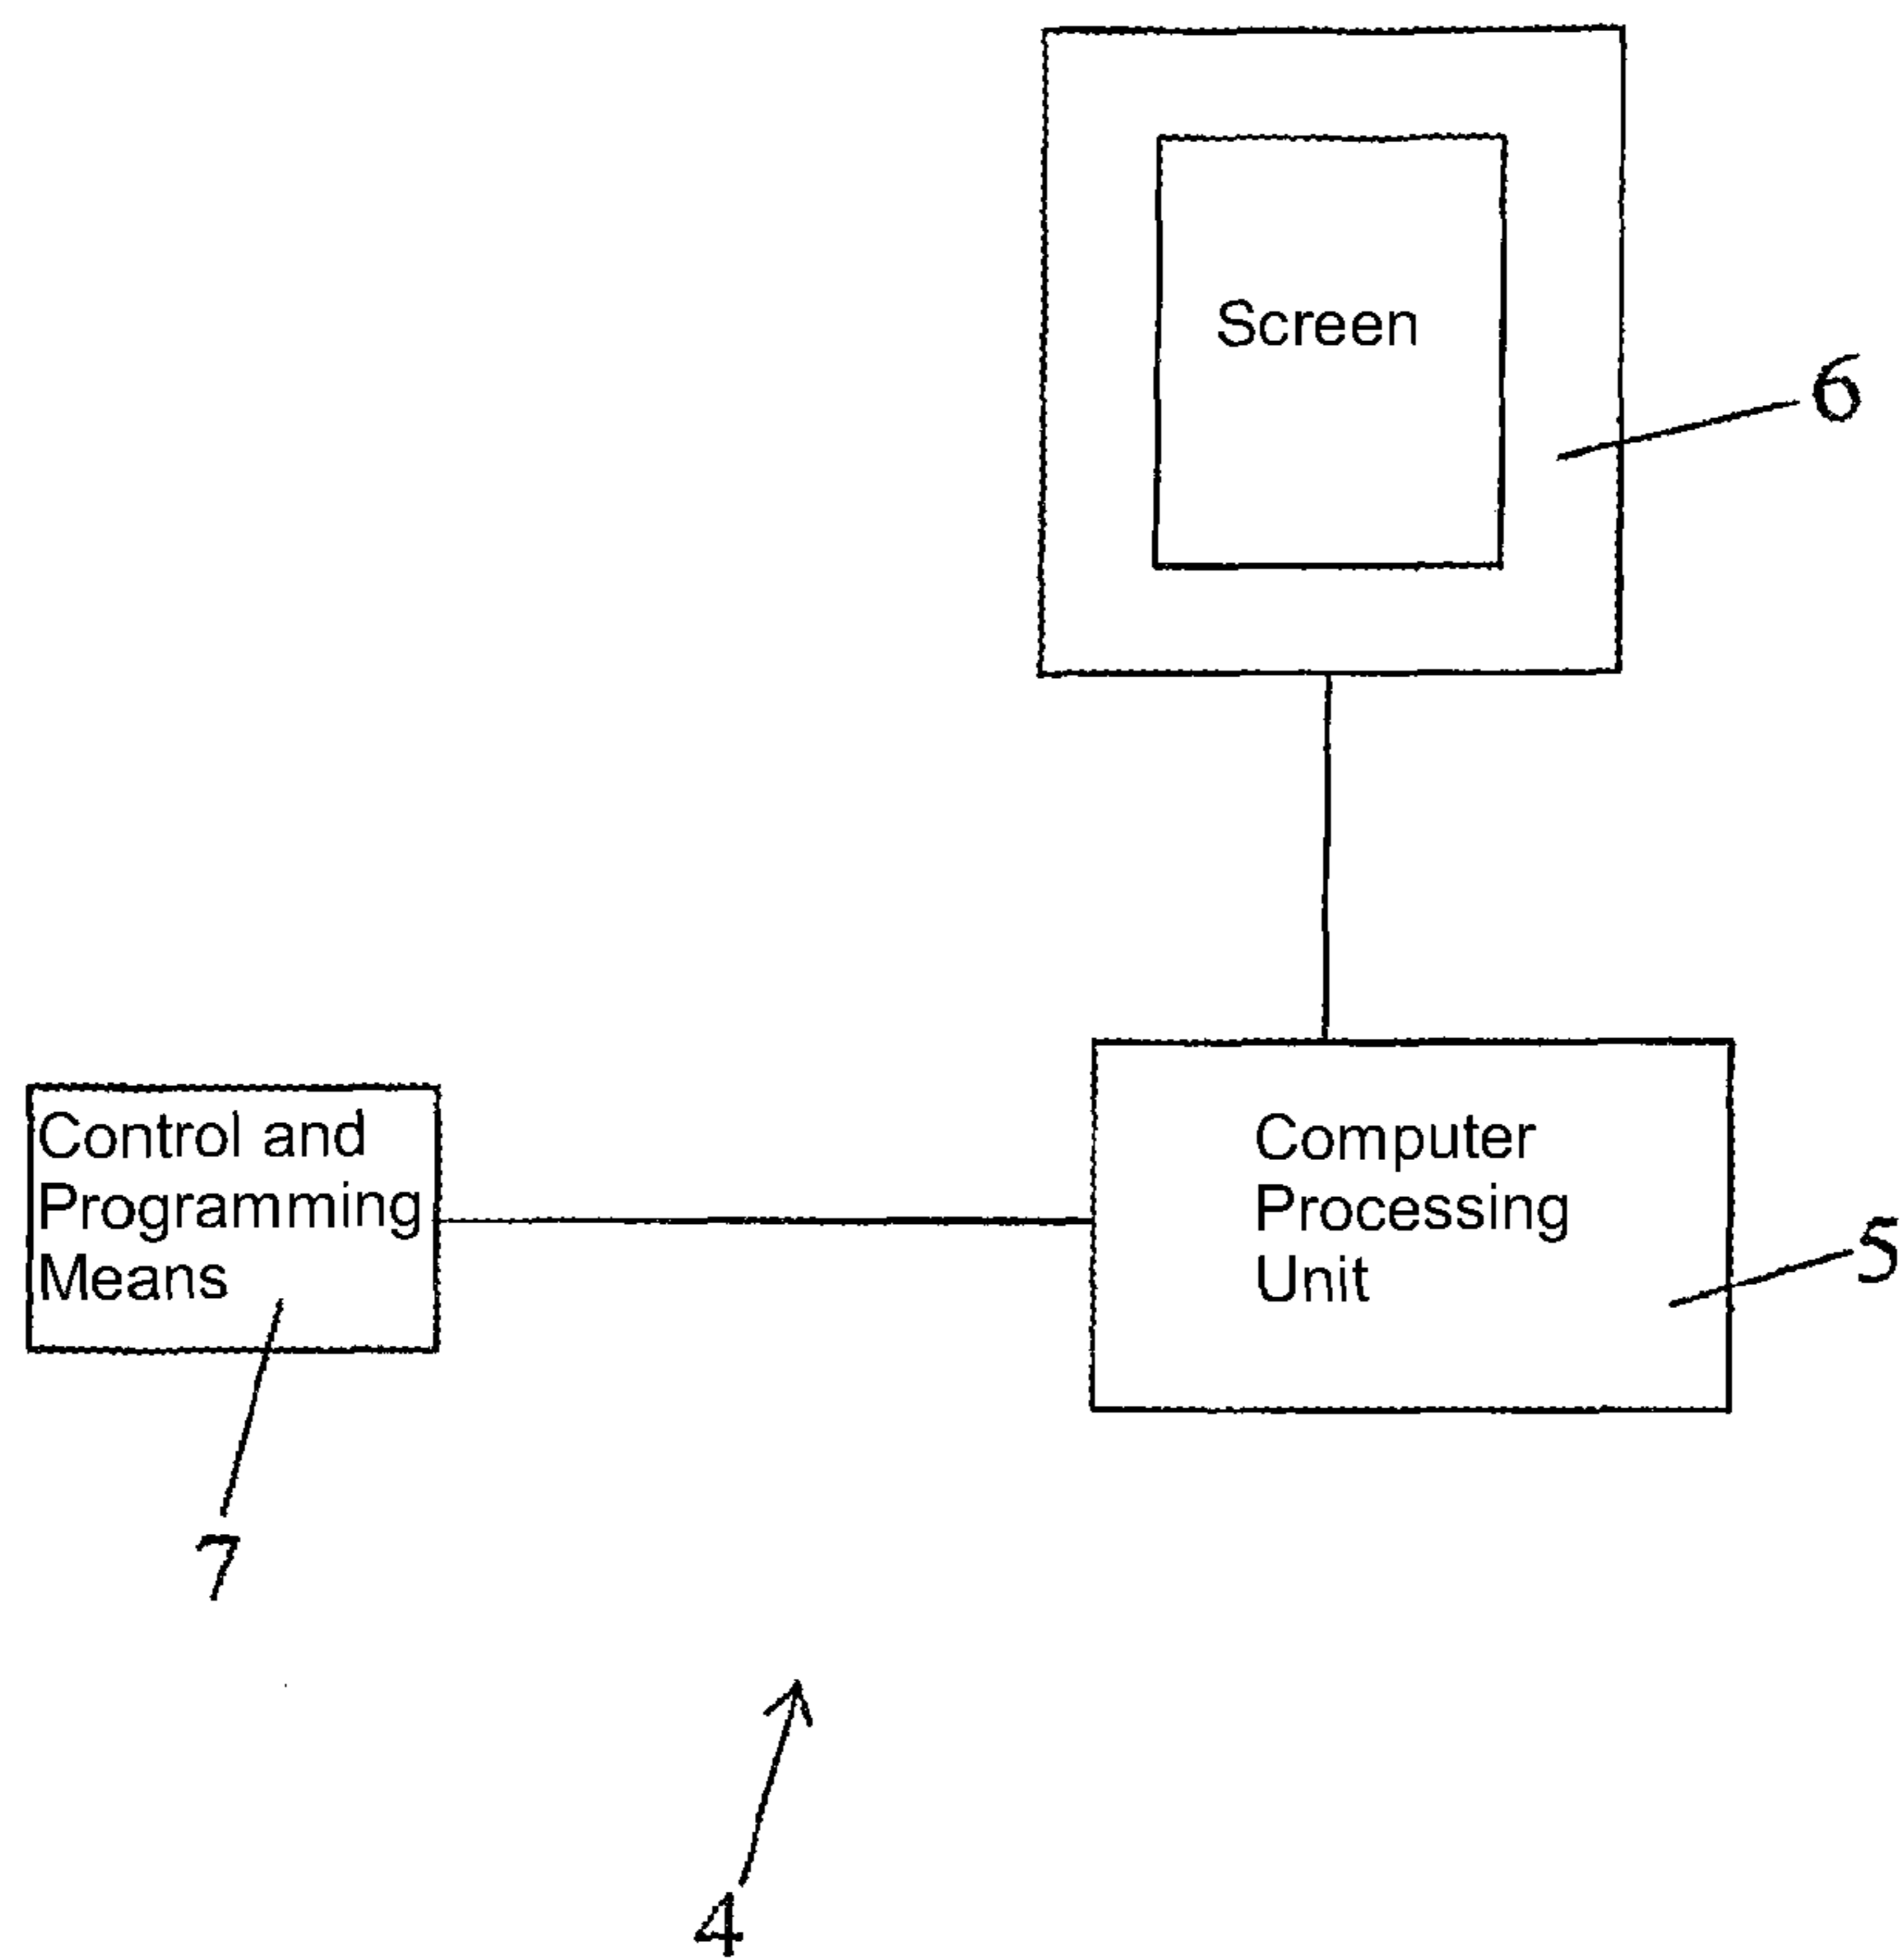 Screen
6
Control and
Programming
Means
Computer
Processing
Unit
5
7
4